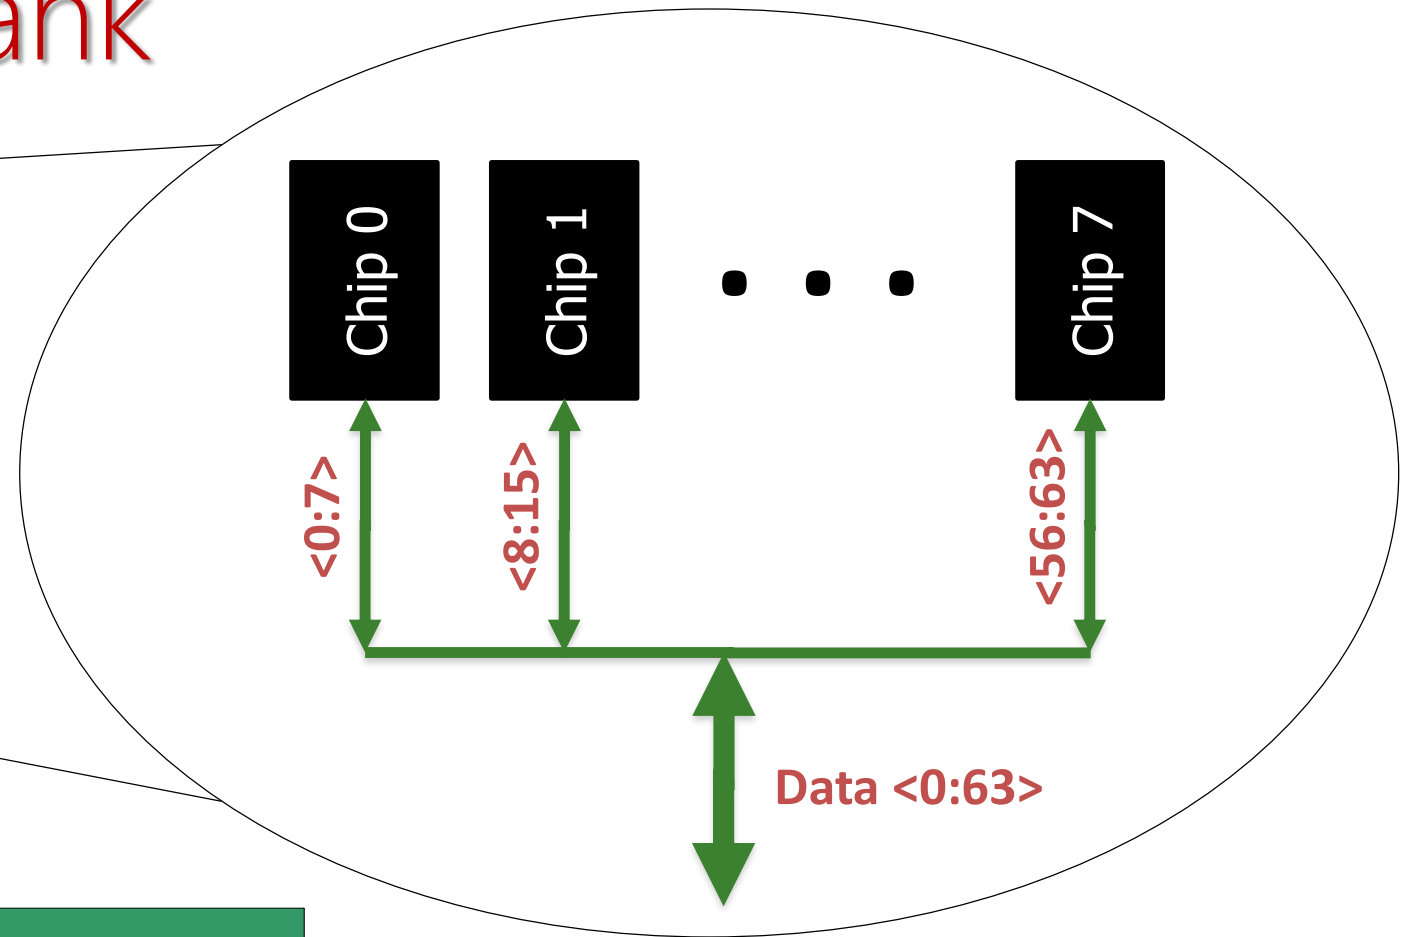 ank
Chip 0
Chip 1
Chip 7
<0:7>
<8:15>
<56:63>
Data <0:63>